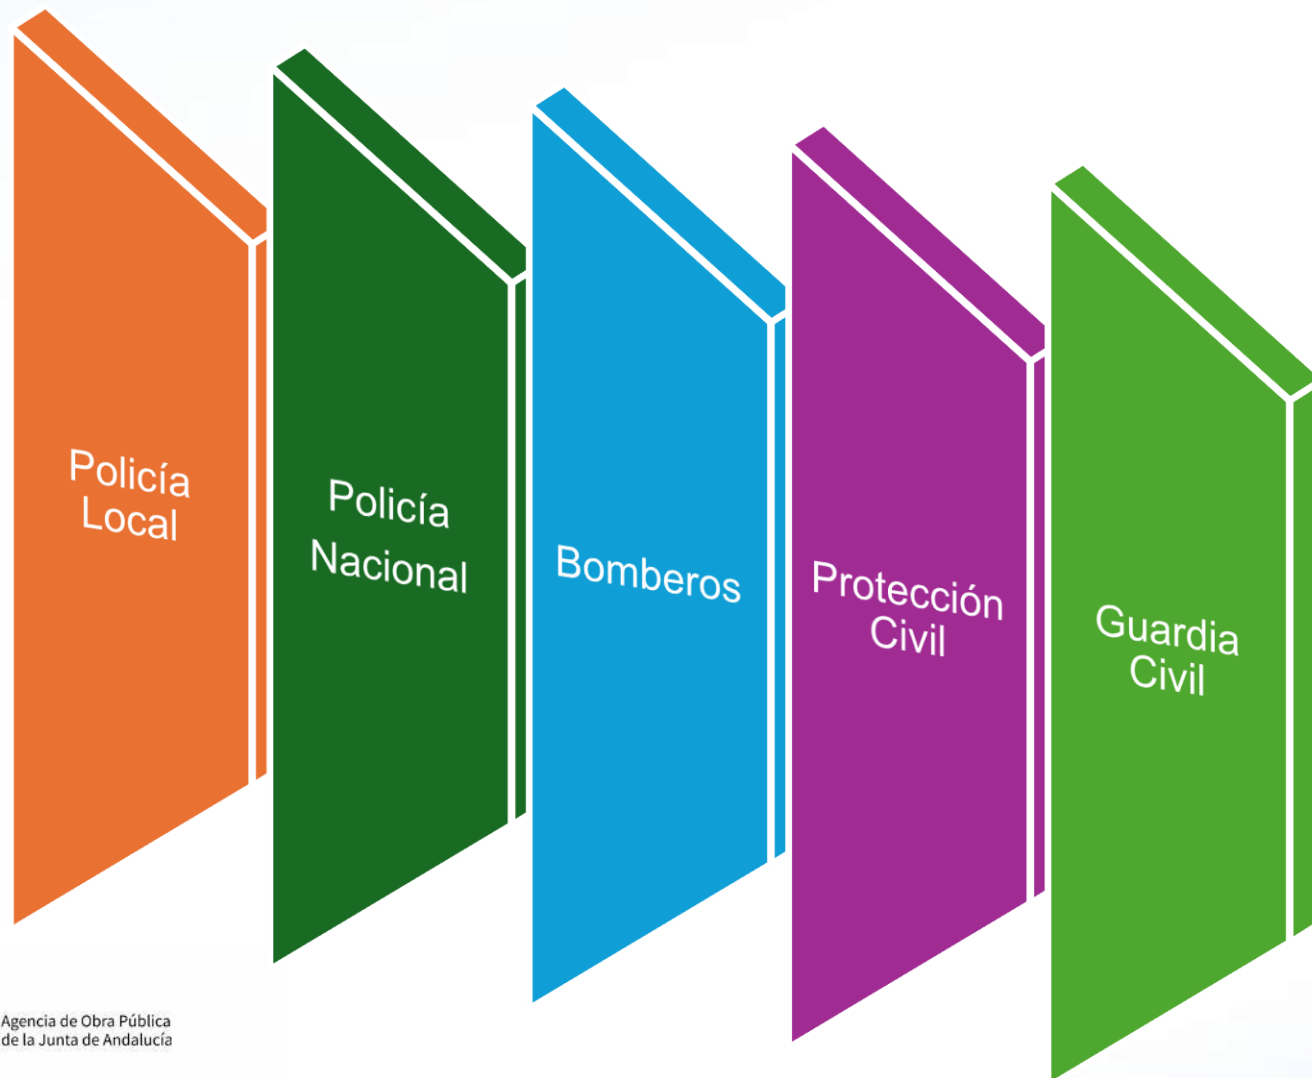 Policía
Local
Policía
Nacional
Bomberos
Protección
Civil
Guardia
Civil
Agencia de Obra Pública
de la Junta de Andalucía